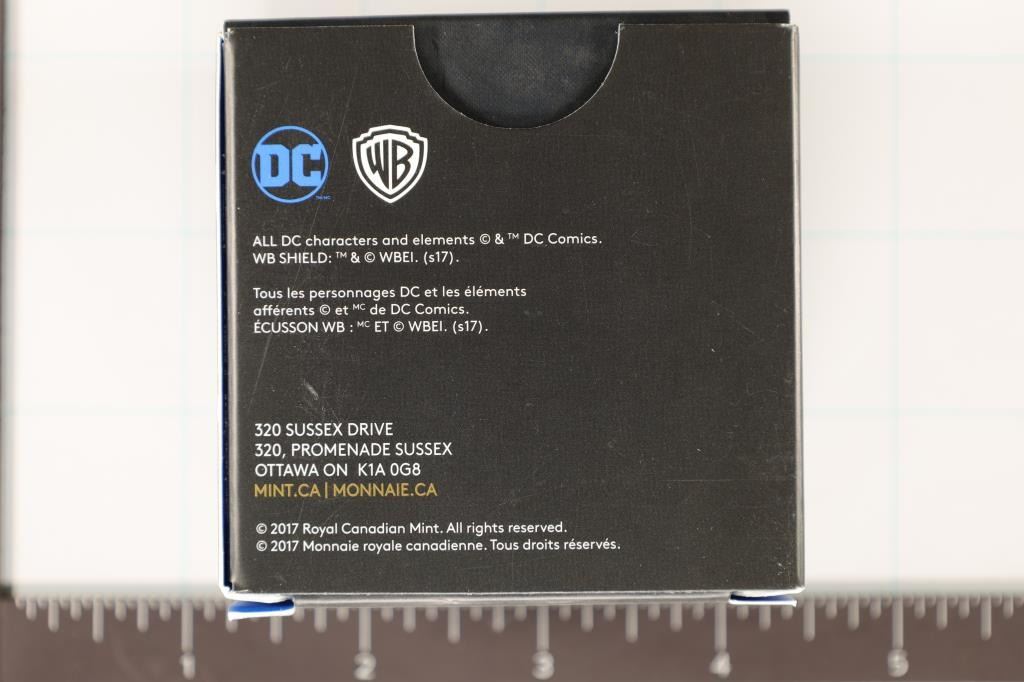 DC ™MC WB
ALL DC characters and elements © & ™ DC Comics.
WB SHIELD: ™ & © WBEI. (s17).
Tous les personnages DC et les éléments
afférents © et ᴹᶜ de DC Comics.
ÉCUSSON WB : ᴹᶜ ET © WBEI. (s17).
320 SUSSEX DRIVE
320, PROMENADE SUSSEX
OTTAWA ON K1A 0G8
MINT.CA | MONNAIE.CA
© 2017 Royal Canadian Mint. All rights reserved.
© 2017 Monnaie royale canadienne. Tous droits réservés.
1 2 3 4 5